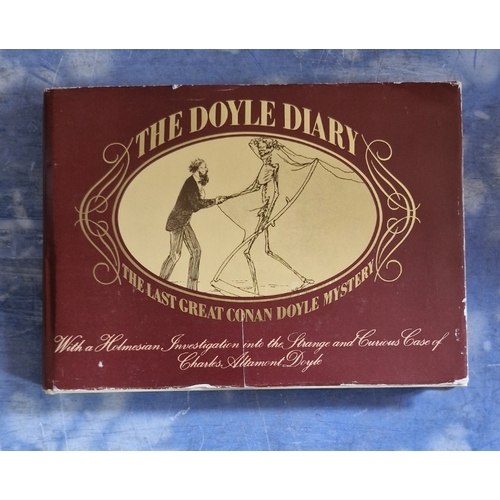 THE DOYLE DIARY
THE LAST GREAT CONAN DOYLE MYSTERY
With a Holmesian Investigation into the Strange and Curious Case of
Charles Altamont Doyle